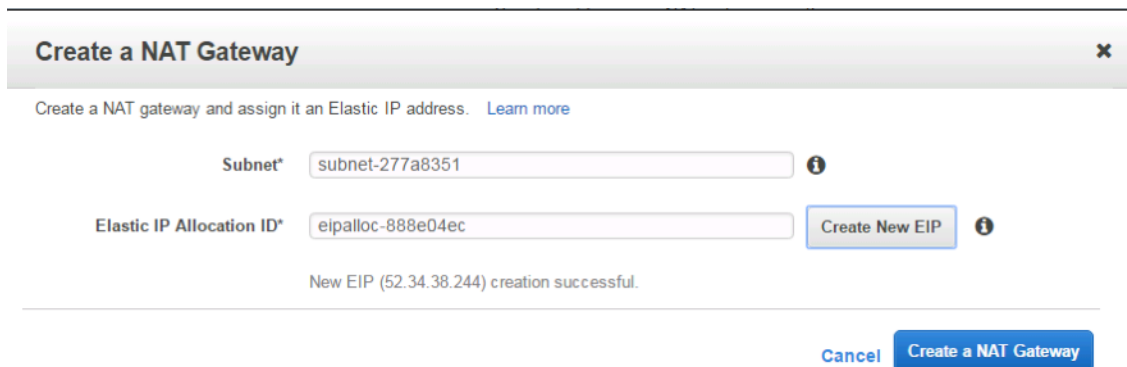 Create a NAT Gateway
Create a NAT gateway and assign it an Elastic IP address. Learn more
Subnet* subnet-277a8351
Elastic IP Allocation ID* eipalloc-888e04ec Create New EIP
New EIP (52.34.38.244) creation successful.
Cancel Create a NAT Gateway